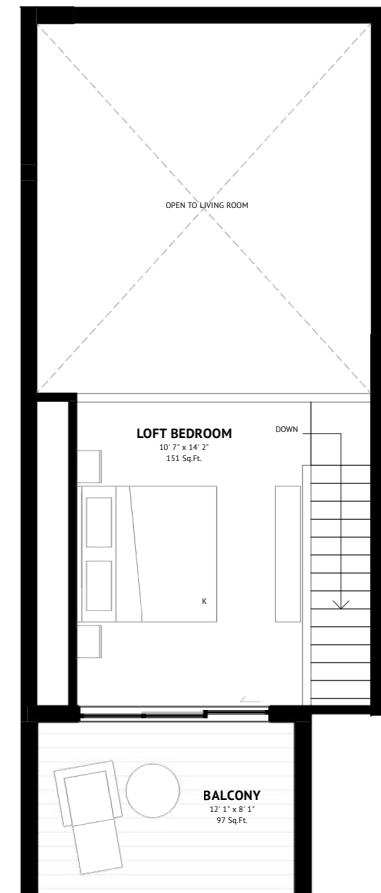 OPEN TO LIVING ROOM
LOFT BEDROOM
10' 7" x 14' 2"
151 Sq.Ft.
DOWN
K
BALCONY
12' 1" x 8' 1"
97 Sq.Ft.